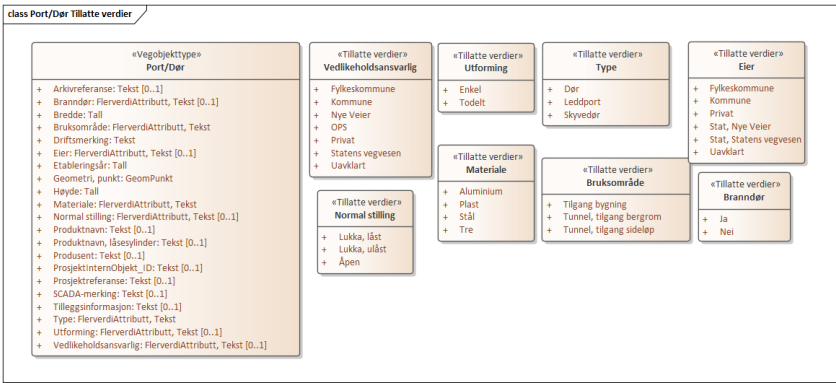 class Port/Dør Tillatte verdier
«Vegobjekttype»
Port/Dør
+ Arkivreferanse: Tekst [0..1]
+ Branndør: FlerverdiAttributt, Tekst [0..1]
+ Bredde: Tall
+ Bruksområde: FlerverdiAttributt, Tekst
+ Driftsmerking: Tekst
+ Eier: FlerverdiAttributt, Tekst [0..1]
+ Etableringsår: Tall
+ Geometri, punkt: GeomPunkt
+ Høyde: Tall
+ Materiale: FlerverdiAttributt, Tekst
+ Normal stilling: FlerverdiAttributt, Tekst [0..1]
+ Produktnavn: Tekst [0..1]
+ Produktnavn, låsesylinder: Tekst [0..1]
+ Produsent: Tekst [0..1]
+ ProsjektInternObjekt_ID: Tekst [0..1]
+ Prosjektreferanse: Tekst [0..1]
+ SCADA-merking: Tekst [0..1]
+ Tilleggsinformasjon: Tekst [0..1]
+ Type: FlerverdiAttributt, Tekst
+ Utforming: FlerverdiAttributt, Tekst [0..1]
+ Vedlikeholdsansvarlig: FlerverdiAttributt, Tekst [0..1]
«Tillatte verdier»
Vedlikeholdsansvarlig
+ Fylkeskommune
+ Kommune
+ Nye Veier
+ OPS
+ Privat
+ Statens vegvesen
+ Uavklart
«Tillatte verdier»
Normal stilling
+ Lukka, låst
+ Lukka, ulåst
+ Åpen
«Tillatte verdier»
Utforming
+ Enkel
+ Todelt
«Tillatte verdier»
Materiale
+ Aluminium
+ Plast
+ Stål
+ Tre
«Tillatte verdier»
Type
+ Dør
+ Leddport
+ Skyvedør
«Tillatte verdier»
Bruksområde
+ Tilgang bygning
+ Tunnel, tilgang bergrom
+ Tunnel, tilgang sideløp
«Tillatte verdier»
Eier
+ Fylkeskommune
+ Kommune
+ Privat
+ Stat, Nye Veier
+ Stat, Statens vegvesen
+ Uavklart
«Tillatte verdier»
Branndør
+ Ja
+ Nei